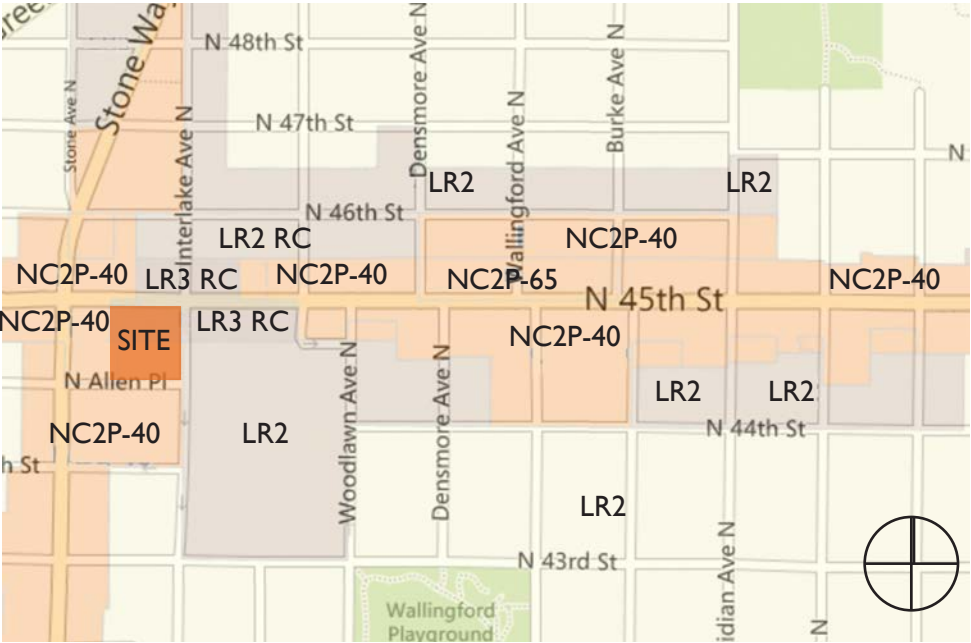 Stone Way
N 48th St
Densmore Ave N
Burke Ave N
Stone Ave N
Interlake Ave N
N 47th St
Wallingford Ave N
LR2
LR2
N 46th St
LR2 RC
NC2P-40
N
NC2P-40
LR3 RC
NC2P-40
NC2P-65
NC2P-40
N 45th St
NC2P-40
LR3 RC
SITE
NC2P-40
N Allen Pl
Woodlawn Ave N
Densmore Ave N
LR2
LR2
NC2P-40
LR2
N 44th St
h St
LR2
N 43rd St
idian Ave N
N
Wallingford
Playground